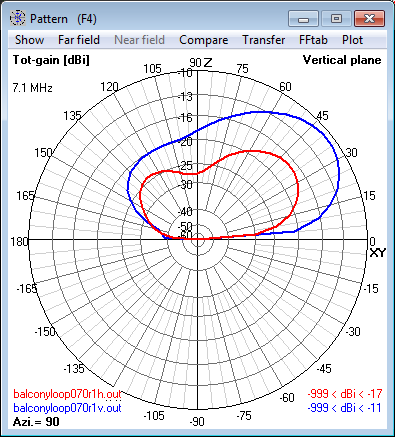 Pattern (F4)
Show Far field Near field Compare Transfer FFtab Plot
Tot-gain [dBi] Vertical plane
7.1 MHz
90 Z
105 75
120 60
135 45
150 30
165 15
180 0
XY
-165 -15
-150 -30
-135 -45
-120 -60
-105 -75
-90
-10
-13
-16
-20
-25
-30
-40
-50
-60
balconyloop070r1h.out -999 < dBi < -17
balconyloop070r1v.out -999 < dBi < -11
Azi.= 90